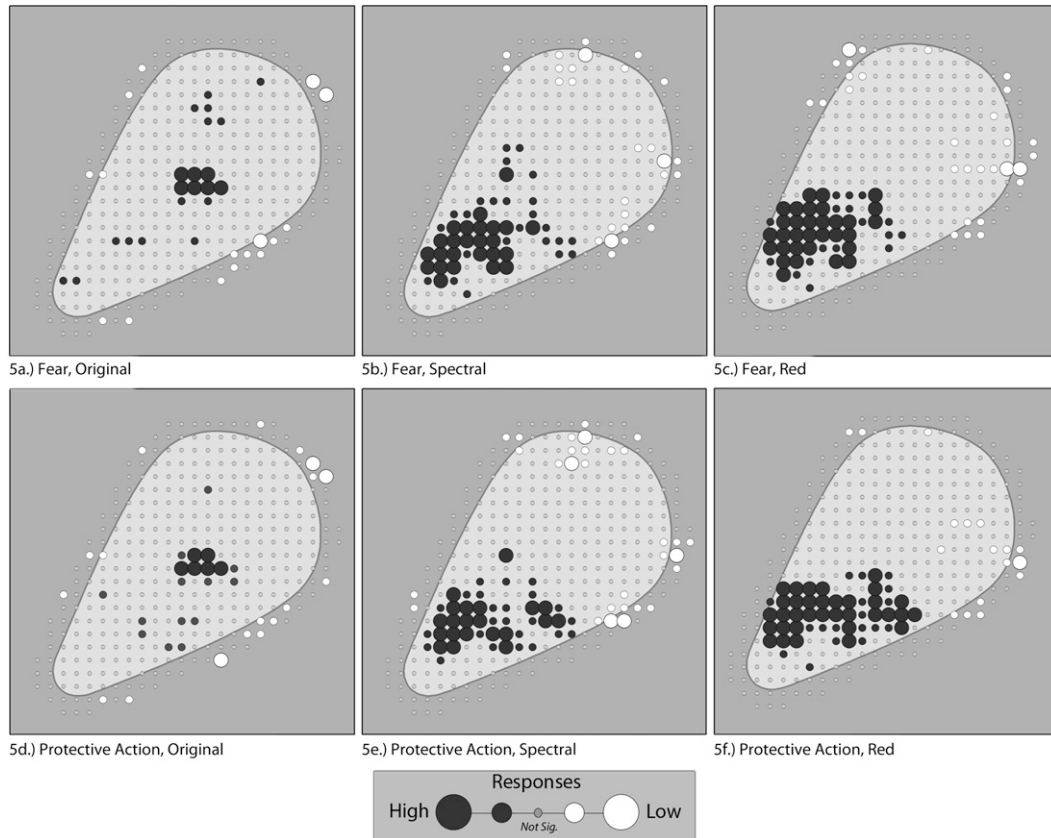 5a.) Fear, Original
5b.) Fear, Spectral
5c.) Fear, Red
5d.) Protective Action, Original
5e.) Protective Action, Spectral
5f.) Protective Action, Red
Responses
High
Low
Not Sig.